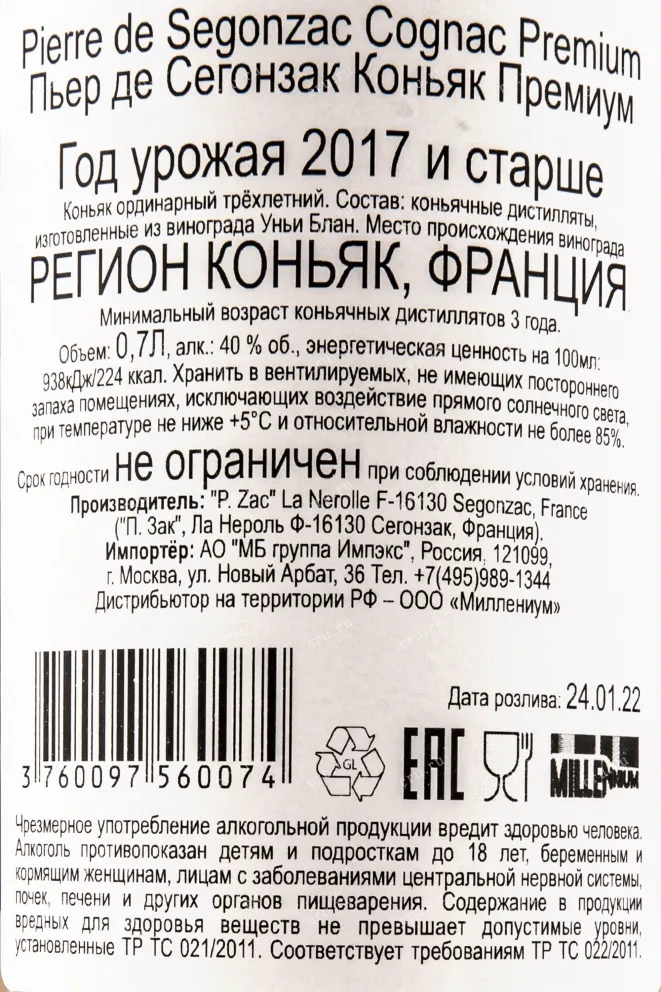 Pierre de Segonzac Cognac Premium
Пьер де Сегонзак Коньяк Премиум
Год урожая 2017 и старше
Коньяк ординарный трёхлетний. Состав: коньячные дистилляты,
изготовленные из винограда Уньи Блан. Место происхождения винограда
РЕГИОН КОНЬЯК, ФРАНЦИЯ
Минимальный возраст коньячных дистиллятов 3 года.
Объем: 0,7Л, алк.: 40 % об., энергетическая ценность на 100мл:
938кДж/224 ккал. Хранить в вентилируемых, не имеющих постороннего
запаха помещениях, исключающих воздействие прямого солнечного света,
при температуре не ниже +5°С и относительной влажности не более 85%.
Срок годности не ограничен при соблюдении условий хранения.
Производитель: "P. Zac" La Nerolle F-16130 Segonzac, France
("П. Зак", Ла Нероль Ф-16130 Сегонзак, Франция).
Импортёр: АО "МБ группа Импэкс", Россия, 121099,
г. Москва, ул. Новый Арбат, 36 Тел. +7(495)989-1344
Дистрибьютор на территории РФ – ООО «Миллениум»
Дата розлива: 24.01.22
3 760097 560074
GL
EAC
MILLENNIUM
Чрезмерное употребление алкогольной продукции вредит здоровью человека.
Алкоголь противопоказан детям и подросткам до 18 лет, беременным и
кормящим женщинам, лицам с заболеваниями центральной нервной системы,
почек, печени и других органов пищеварения. Содержание в продукции
вредных для здоровья веществ не превышает допустимые уровни,
установленные ТР ТС 021/2011. Соответствует требованиям ТР ТС 022/2011.